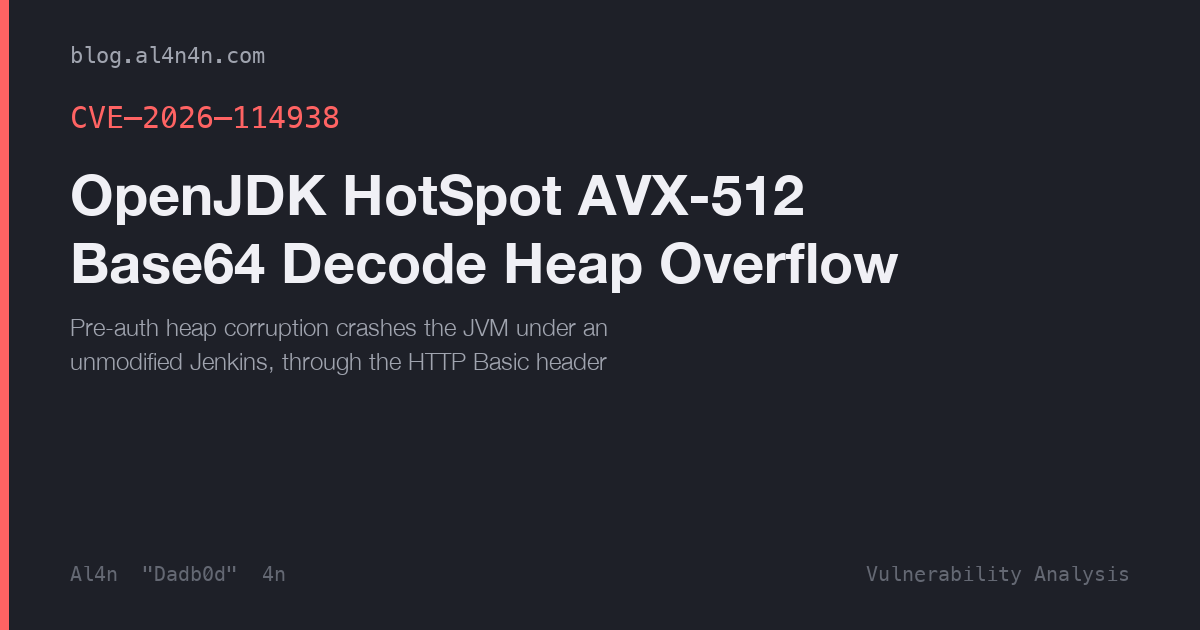 blog.al4n4n.com
CVE–2026–114938
OpenJDK HotSpot AVX-512
Base64 Decode Heap Overflow
Pre-auth heap corruption crashes the JVM under an
unmodified Jenkins, through the HTTP Basic header
Al4n "Dadb0d" 4n
Vulnerability Analysis